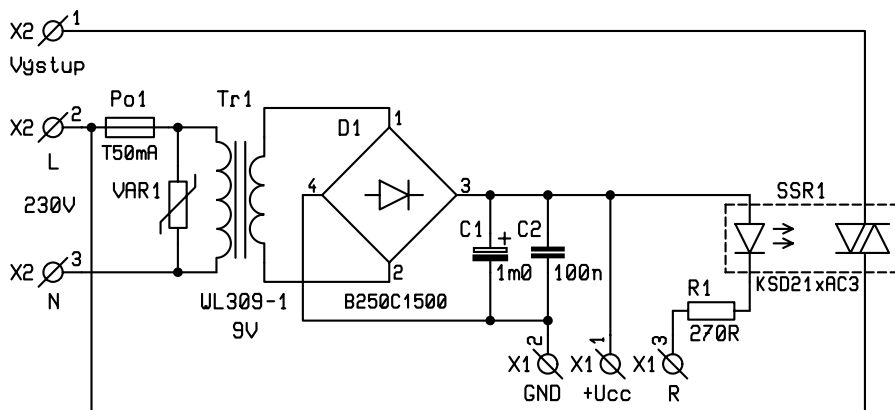 X2 1
Výstup
X2 2
L
230V
X2 3
N
Po1
T50mA
VAR1
Tr1
WL309-1
9V
D1
1
4
3
2
B250C1500
C1
+
1m0
C2
100n
SSR1
KSD21xAC3
R1
270R
X1 2
GND
X1 1
+Ucc
X1 3
R